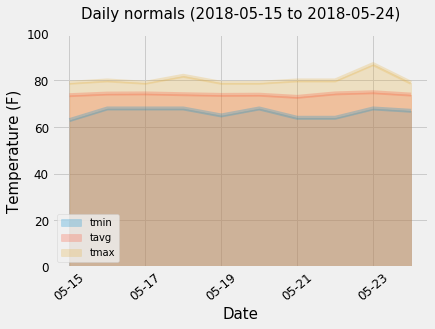 Daily normals (2018-05-15 to 2018-05-24)
Temperature (F)
100
80
60
40
20
0
tmin
tavg
tmax
05-15
05-17
05-19
05-21
05-23
Date